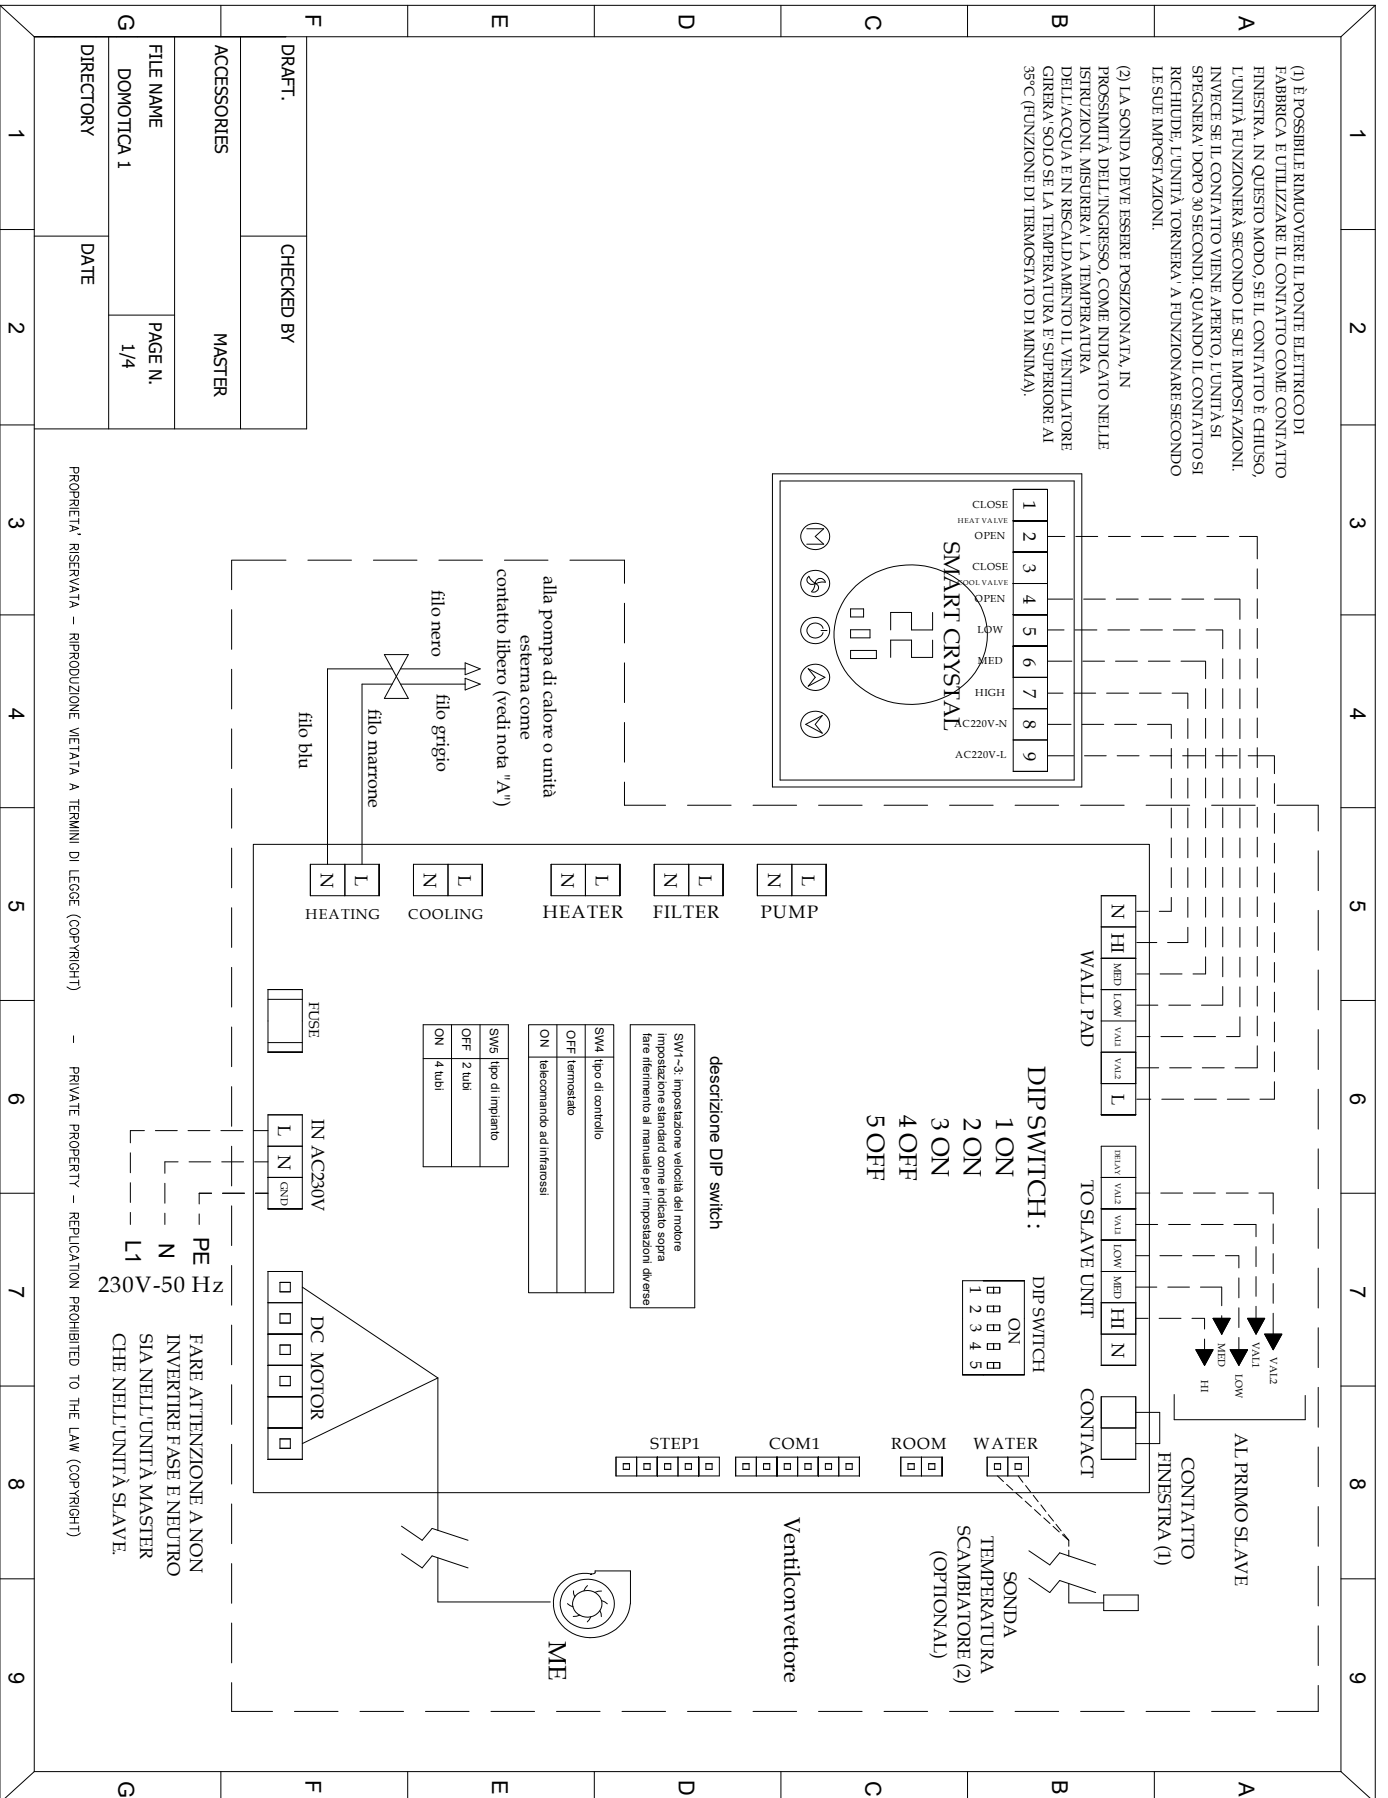 (1) È POSSIBILE RIMUOVERE IL PONTE ELETTRICO DI
FABBRICA E UTILIZZARE IL CONTATTO COME CONTATTO
FINESTRA. IN QUESTO MODO, SE IL CONTATTO È CHIUSO,
L'UNITÀ FUNZIONERÀ SECONDO LE SUE IMPOSTAZIONI.
INVECE SE IL CONTATTO VIENE APERTO, L'UNITÀ SI
SPEGNERA' DOPO 30 SECONDI. QUANDO IL CONTATTO SI
RICHIUDE, L'UNITÀ TORNERA' A FUNZIONARE SECONDO
LE SUE IMPOSTAZIONI.
(2) LA SONDA DEVE ESSERE POSIZIONATA, IN
PROSSIMITÀ DELL'INGRESSO, COME INDICATO NELLE
ISTRUZIONI. MISURERA' LA TEMPERATURA
DELL'ACQUA E IN RISCALDAMENTO IL VENTILATORE
GIRERA' SOLO SE LA TEMPERATURA E' SUPERIORE AI
35°C (FUNZIONE DI TERMOSTATO DI MINIMA).
1 2 3 4 5 6 7 8 9
A
B
C
D
E
F
G
A
B
C
D
E
F
G
1 2 3 4 5 6 7 8 9
1 2 3 4 5 6 7 8 9
CLOSE
HEAT VALVE
OPEN
CLOSE
COOL VALVE
OPEN
LOW
MED
HIGH
AC220V-N
AC220V-L
SMART CRYSTAL
22
M
N HI MED LOW VAL1 VAL2 L
WALL PAD
DELAY VAL2 VAL1 LOW MED HI N
TO SLAVE UNIT
VAL2
VAL1
LOW
MED
HI
AL PRIMO SLAVE
CONTACT
CONTATTO
FINESTRA (1)
DIP SWITCH :
1 ON
2 ON
3 ON
4 OFF
5 OFF
DIP SWITCH
ON
1 2 3 4 5
WATER
ROOM
COM1
STEP1
SONDA
TEMPERATURA
SCAMBIATORE (2)
(OPTIONAL)
Ventilconvettore
ME
L
N
PUMP
L
N
FILTER
L
N
HEATER
L
N
COOLING
L
N
HEATING
descrizione DIP switch
SW1~3: impostazione velocità del motore
impostazione standard come indicato sopra
fare riferimento al manuale per impostazioni diverse
SW4 tipo di controllo
OFF termostato
ON telecomando ad infrarossi
SW5 tipo di impianto
OFF 2 tubi
ON 4 tubi
alla pompa di calore o unità
esterna come
contatto libero (vedi nota "A")
filo nero
filo grigio
filo marrone
filo blu
FUSE
IN AC230V
L N GND
DC MOTOR
PE
N
L1
230V-50 Hz
FARE ATTENZIONE A NON
INVERTIRE FASE E NEUTRO
SIA NELL'UNITÀ MASTER
CHE NELL'UNITÀ SLAVE.
DRAFT.
CHECKED BY
ACCESSORIES
MASTER
FILE NAME
DOMOTICA 1
PAGE N.
1/4
DIRECTORY
DATE
PROPRIETA' RISERVATA - RIPRODUZIONE VIETATA A TERMINI DI LEGGE (COPYRIGHT) - PRIVATE PROPERTY - REPLICATION PROHIBITED TO THE LAW (COPYRIGHT)